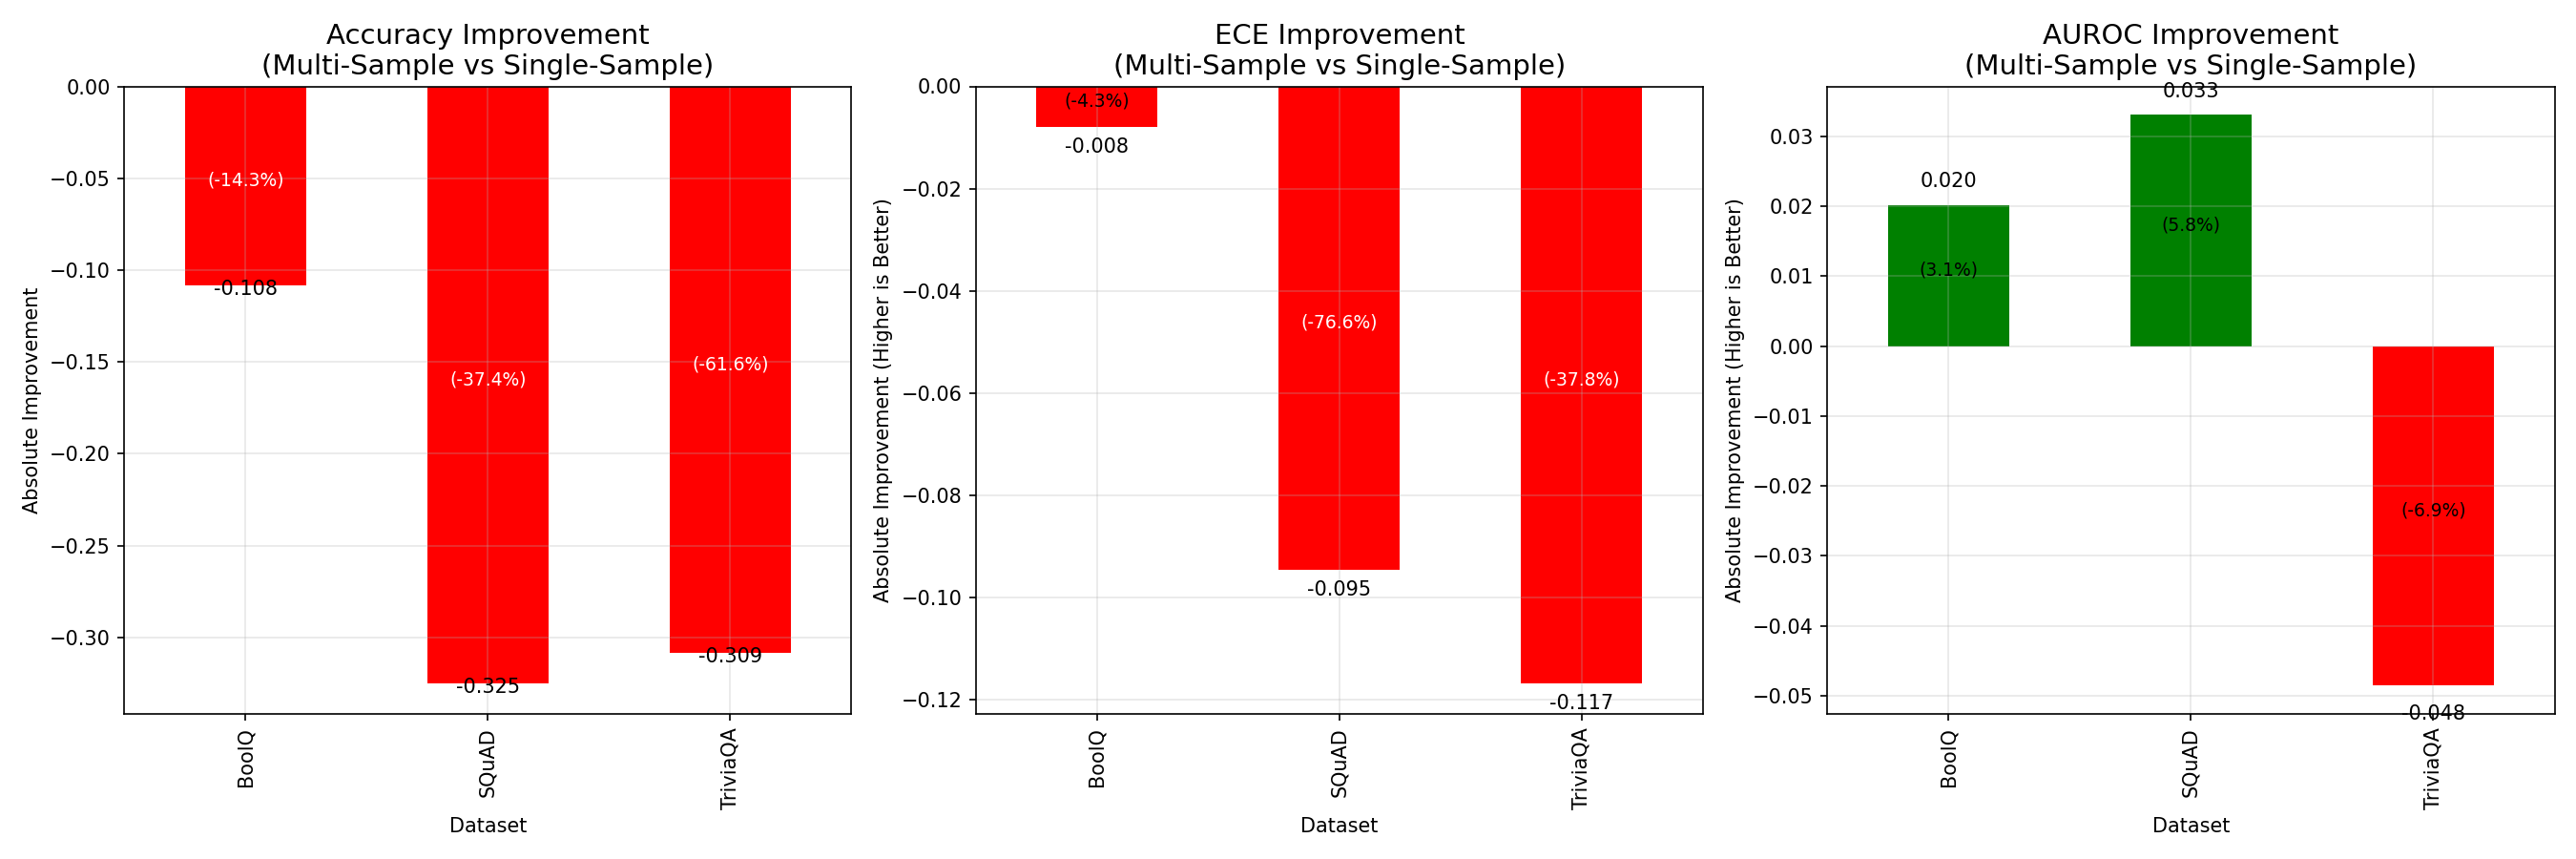 Accuracy Improvement
(Multi-Sample vs Single-Sample)
Absolute Improvement
0.00
−0.05
−0.10
−0.15
−0.20
−0.25
−0.30
(-14.3%)
-0.108
(-37.4%)
-0.325
(-61.6%)
-0.309
BoolQ
SQuAD
TriviaQA
Dataset
ECE Improvement
(Multi-Sample vs Single-Sample)
Absolute Improvement (Higher is Better)
0.00
−0.02
−0.04
−0.06
−0.08
−0.10
−0.12
(-4.3%)
-0.008
(-76.6%)
-0.095
(-37.8%)
-0.117
BoolQ
SQuAD
TriviaQA
Dataset
AUROC Improvement
(Multi-Sample vs Single-Sample)
Absolute Improvement (Higher is Better)
0.03
0.02
0.01
0.00
−0.01
−0.02
−0.03
−0.04
−0.05
0.020
(3.1%)
0.033
(5.8%)
(-6.9%)
-0.048
BoolQ
SQuAD
TriviaQA
Dataset